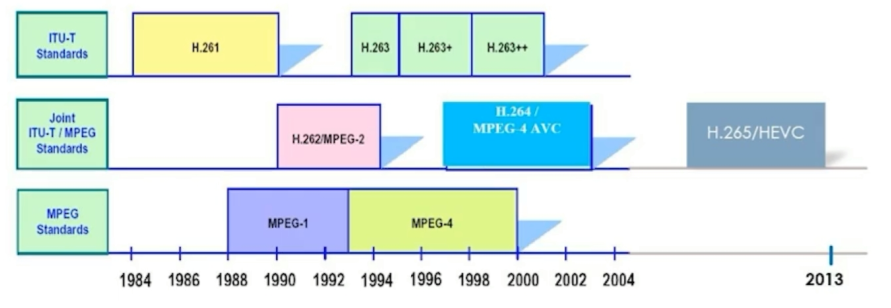 ITU-T
Standards
H.261
H.263
H.263+
H.263++
Joint
ITU-T / MPEG
Standards
H.262/MPEG-2
H.264 /
MPEG-4 AVC
H.265/HEVC
MPEG
Standards
MPEG-1
MPEG-4
1984 1986 1988 1990 1992 1994 1996 1998 2000 2002 2004 2013